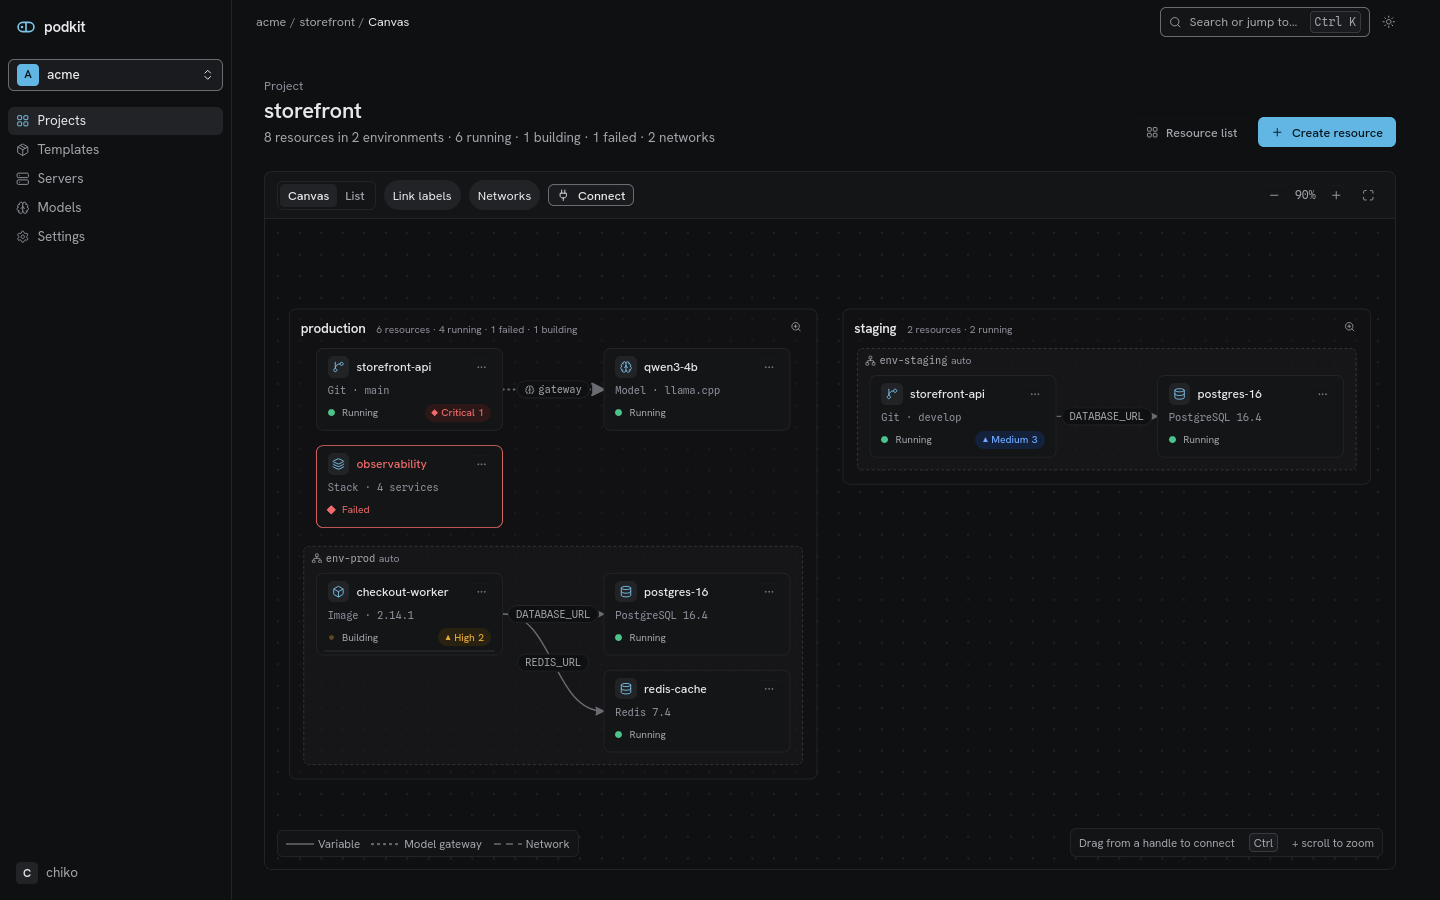 podkit
A acme
Projects
Templates
Servers
Models
Settings
C chiko
acme / storefront / Canvas
Search or jump to... Ctrl K
Project
storefront
8 resources in 2 environments · 6 running · 1 building · 1 failed · 2 networks
Resource list
+ Create resource
Canvas List Link labels Networks Connect
− 90% +
production 6 resources · 4 running · 1 failed · 1 building
storefront-api ···
Git · main
Running ◆ Critical 1
gateway
qwen3-4b ···
Model · llama.cpp
Running
observability ···
Stack · 4 services
Failed
env-prod auto
checkout-worker ···
Image · 2.14.1
Building ▲ High 2
DATABASE_URL
REDIS_URL
postgres-16 ···
PostgreSQL 16.4
Running
redis-cache ···
Redis 7.4
Running
staging 2 resources · 2 running
env-staging auto
storefront-api ···
Git · develop
Running ▲ Medium 3
DATABASE_URL
postgres-16 ···
PostgreSQL 16.4
Running
Variable Model gateway Network
Drag from a handle to connect Ctrl + scroll to zoom